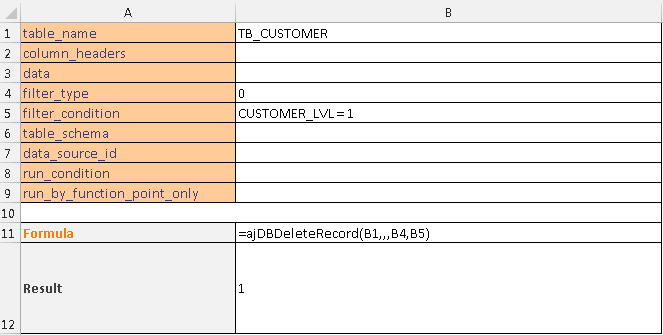 A B
1 table_name TB_CUSTOMER
2 column_headers
3 data
4 filter_type 0
5 filter_condition CUSTOMER_LVL=1
6 table_schema
7 data_source_id
8 run_condition
9 run_by_function_point_only
10
11 Formula =ajDBDeleteRecord(B1,,,B4,B5)
12 Result 1